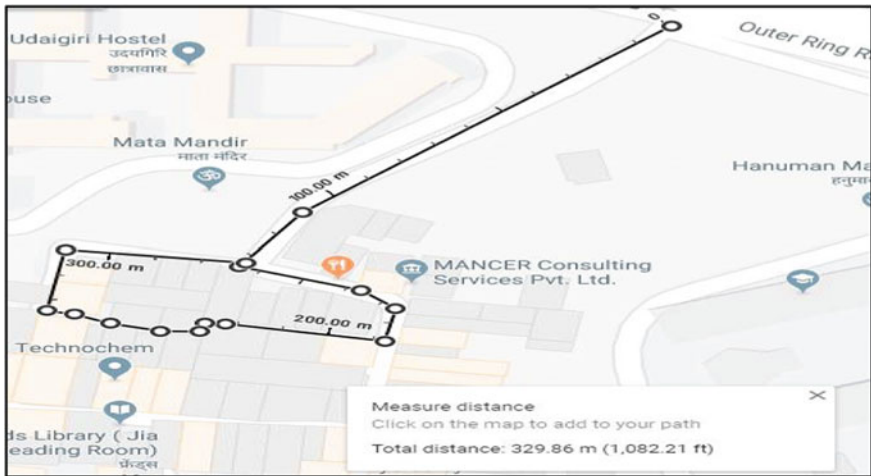 Udaigiri Hostel
उदयगिरि
छात्रावास
Outer Ring R
ouse
Mata Mandir
माता मंदिर
Hanuman Ma
हनुमा
100.00 m
MANCER Consulting
Services Pvt. Ltd.
300.00 m
200.00 m
Technochem
ds Library ( Jia
eading Room)
फ्रेंड्स
Measure distance
Click on the map to add to your path
Total distance: 329.86 m (1,082.21 ft)